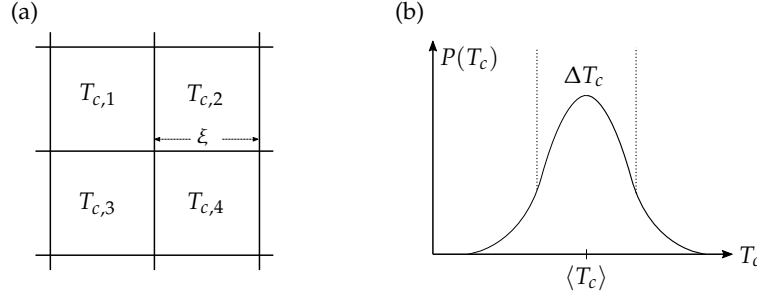 (a)
T_{c,1}
T_{c,2}
ξ
T_{c,3}
T_{c,4}
(b)
P(T_c)
ΔT_c
T_c
⟨T_c⟩